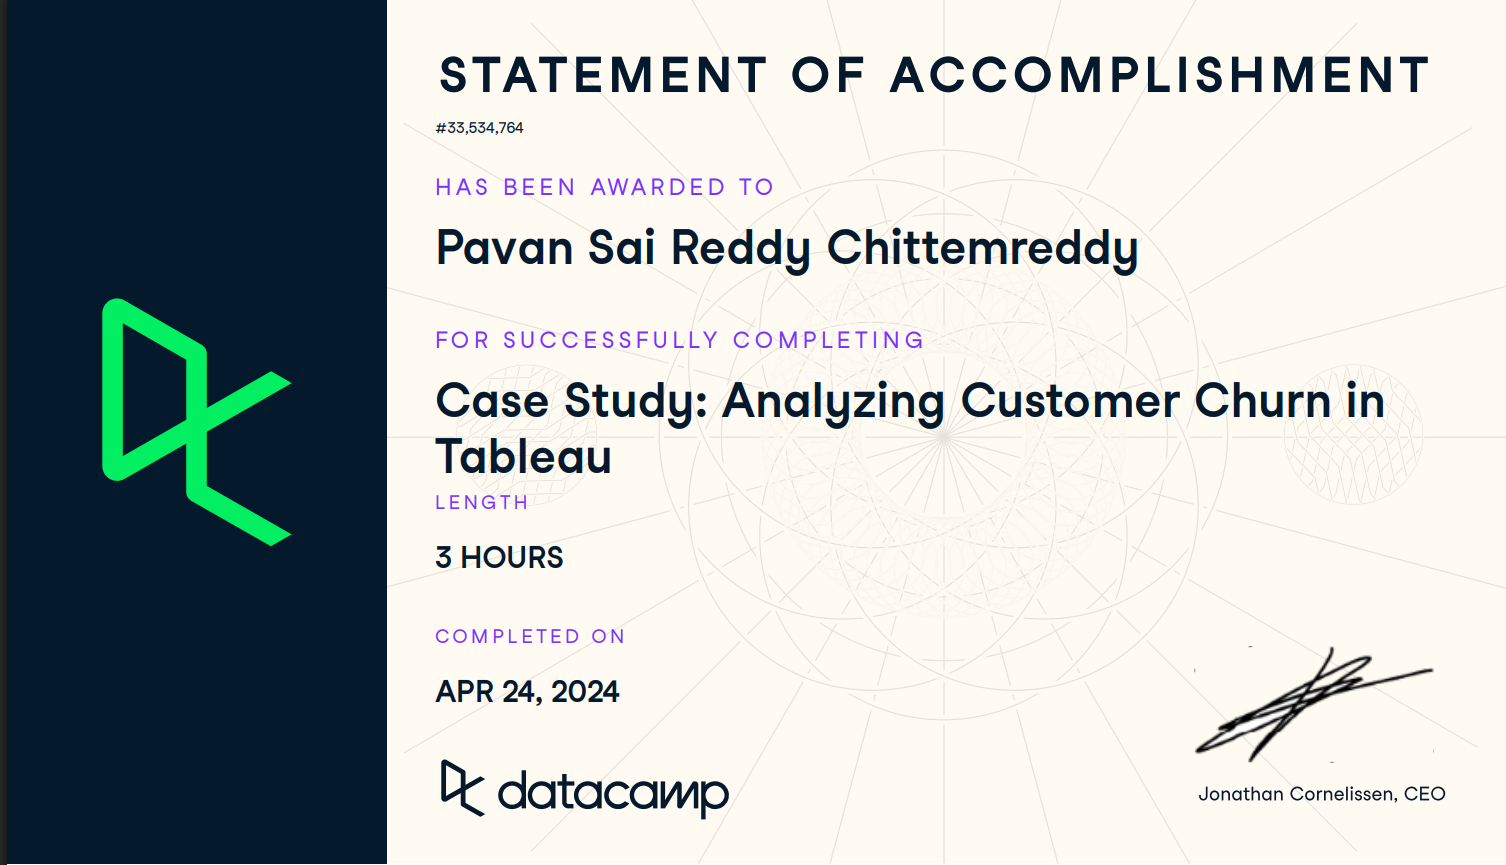 STATEMENT OF ACCOMPLISHMENT
#33,534,764
HAS BEEN AWARDED TO
Pavan Sai Reddy Chittemreddy
FOR SUCCESSFULLY COMPLETING
Case Study: Analyzing Customer Churn in
Tableau
LENGTH
3 HOURS
COMPLETED ON
APR 24, 2024
datacamp
Jonathan Cornelissen, CEO